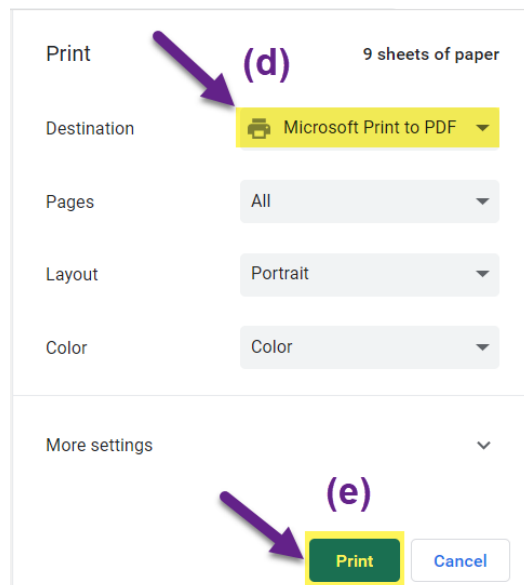 Print
(d)
9 sheets of paper
Destination
Microsoft Print to PDF
Pages
All
Layout
Portrait
Color
Color
More settings
(e)
Print
Cancel